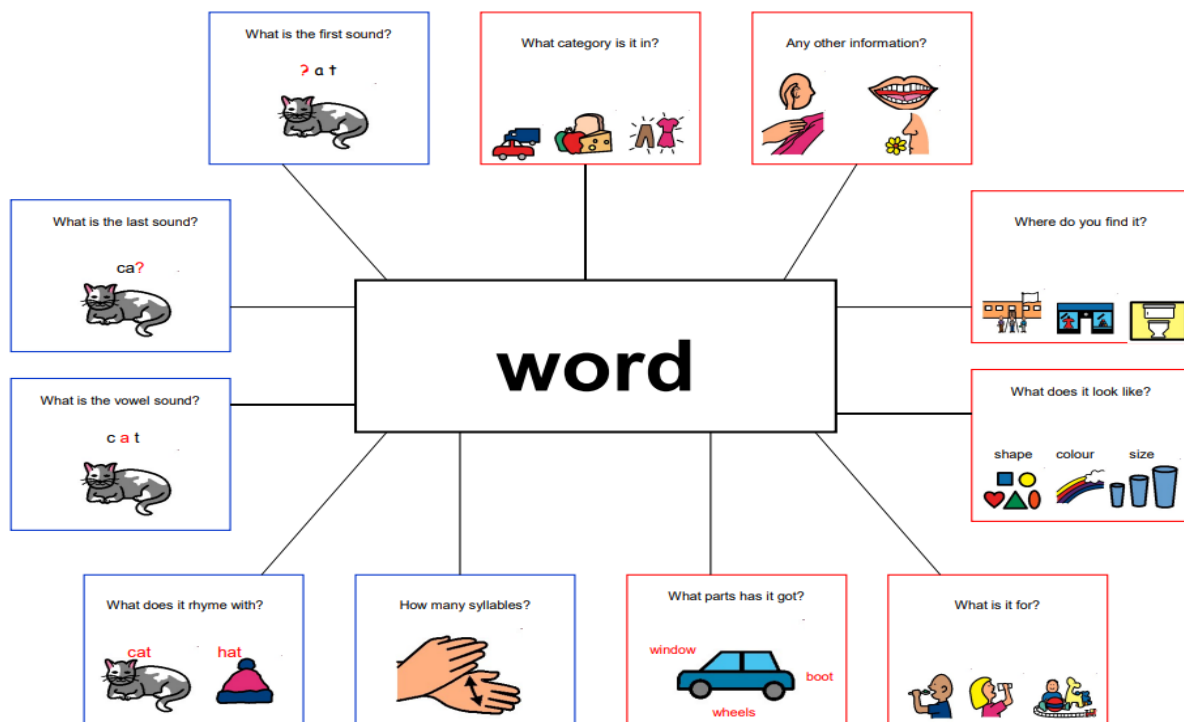 What is the first sound?
? a t
What category is it in?
Any other information?
What is the last sound?
ca?
Where do you find it?
word
What is the vowel sound?
c a t
What does it look like?
shape colour size
What does it rhyme with?
cat hat
How many syllables?
What parts has it got?
window
boot
wheels
What is it for?